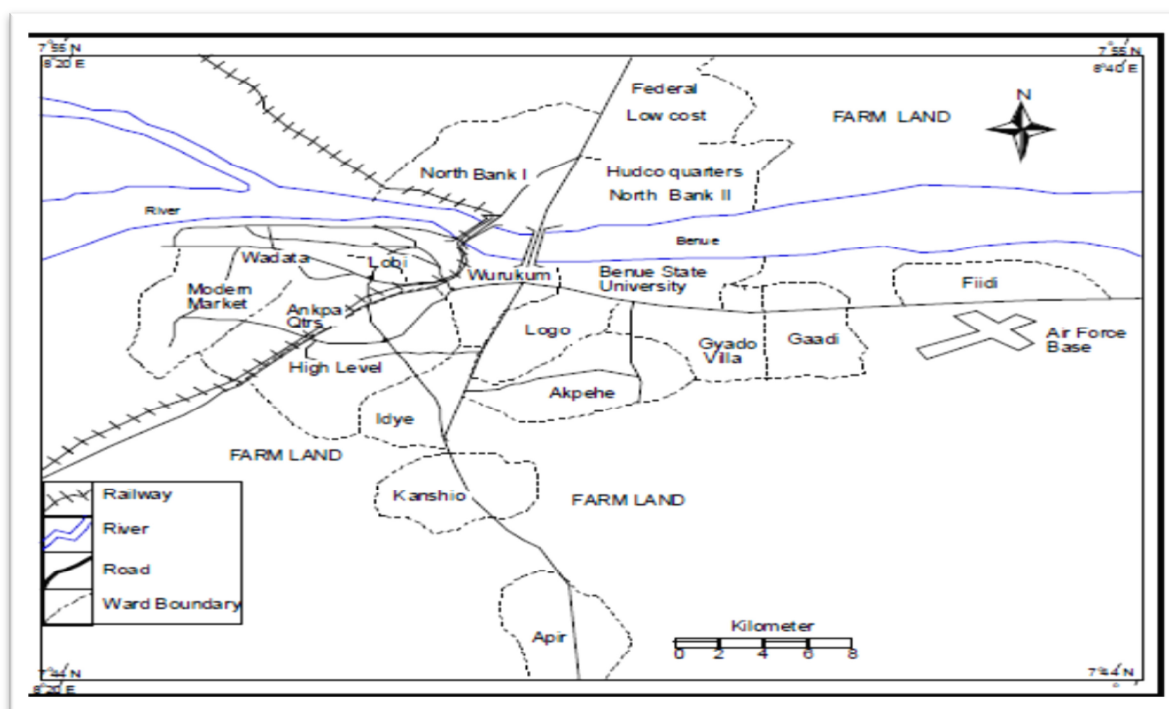 7°55 N
7°55 N
8°20 E
8°40 E
Federal
Low cost
FARM LAND
N
North Bank I
Hudco quarters
North Bank II
River
Benue
Wadata
Lobi
Wurukum
Benue State
University
Fiidi
Modern
Market
Ankpa
Qtrs
Logo
Gyado
Villa
Gaadi
Air Force
Base
High Level
Akpehe
Idye
FARM LAND
Kanshio
FARM LAND
Railway
River
Road
Ward Boundary
Apir
Kilometer
0 2 4 6 8
7°44 N
8°20 E
7°44 N